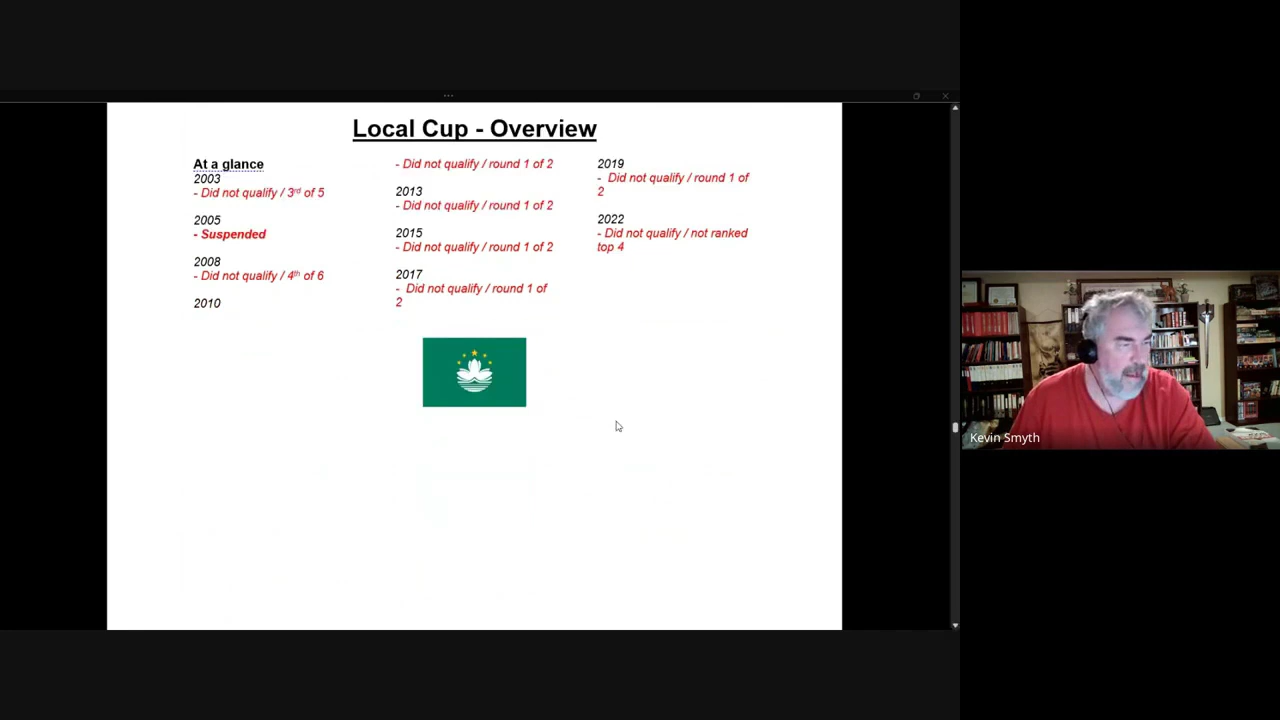 Local Cup - Overview
At a glance
2003
- Did not qualify / 3rd of 5
2005
- Suspended
2008
- Did not qualify / 4th of 6
2010
- Did not qualify / round 1 of 2
2013
- Did not qualify / round 1 of 2
2015
- Did not qualify / round 1 of 2
2017
- Did not qualify / round 1 of
2
2019
- Did not qualify / round 1 of
2
2022
- Did not qualify / not ranked
top 4
Kevin Smyth